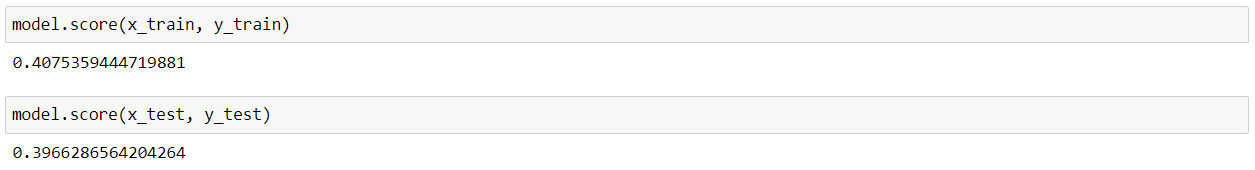 model.score(x_train, y_train)
0.4075359444719881
model.score(x_test, y_test)
0.3966286564204264